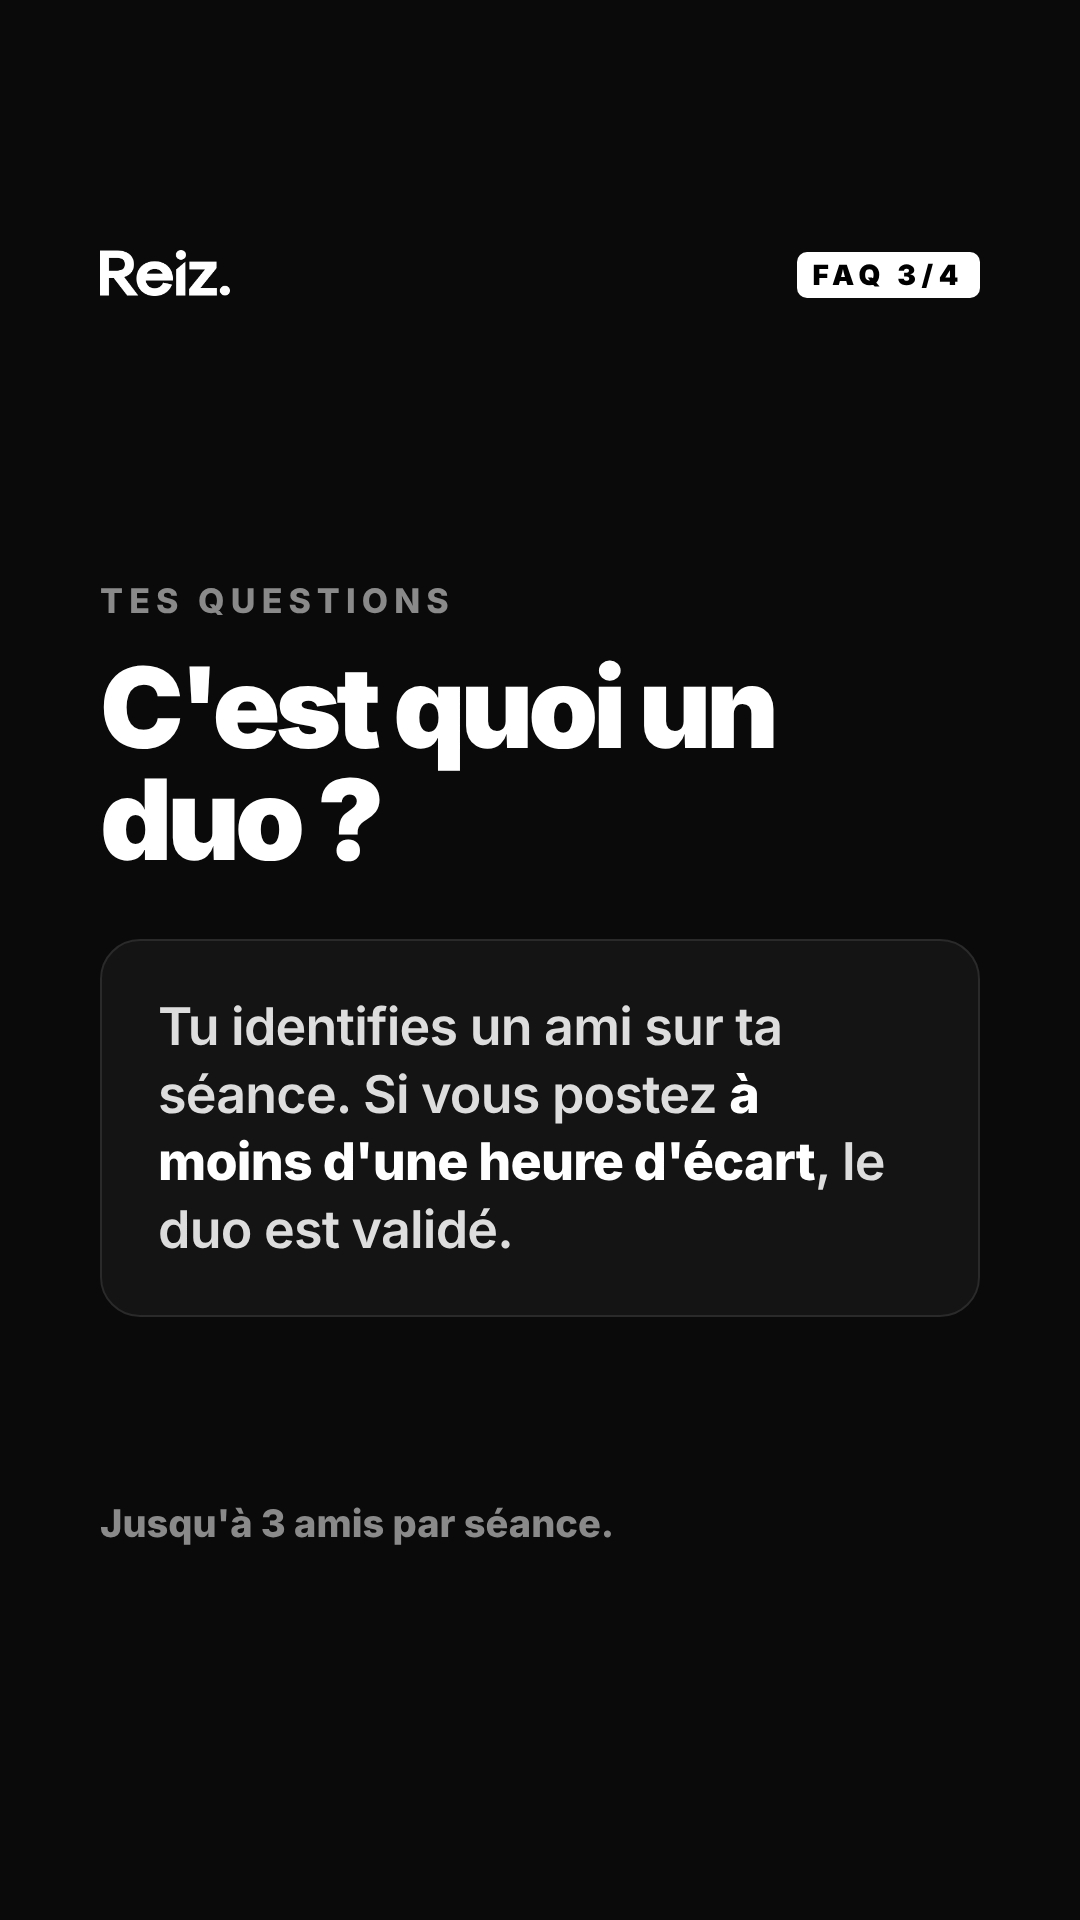 Reiz.
FAQ 3/4
TES QUESTIONS
C'est quoi un
duo ?
Tu identifies un ami sur ta
séance. Si vous postez à
moins d'une heure d'écart, le
duo est validé.
Jusqu'à 3 amis par séance.